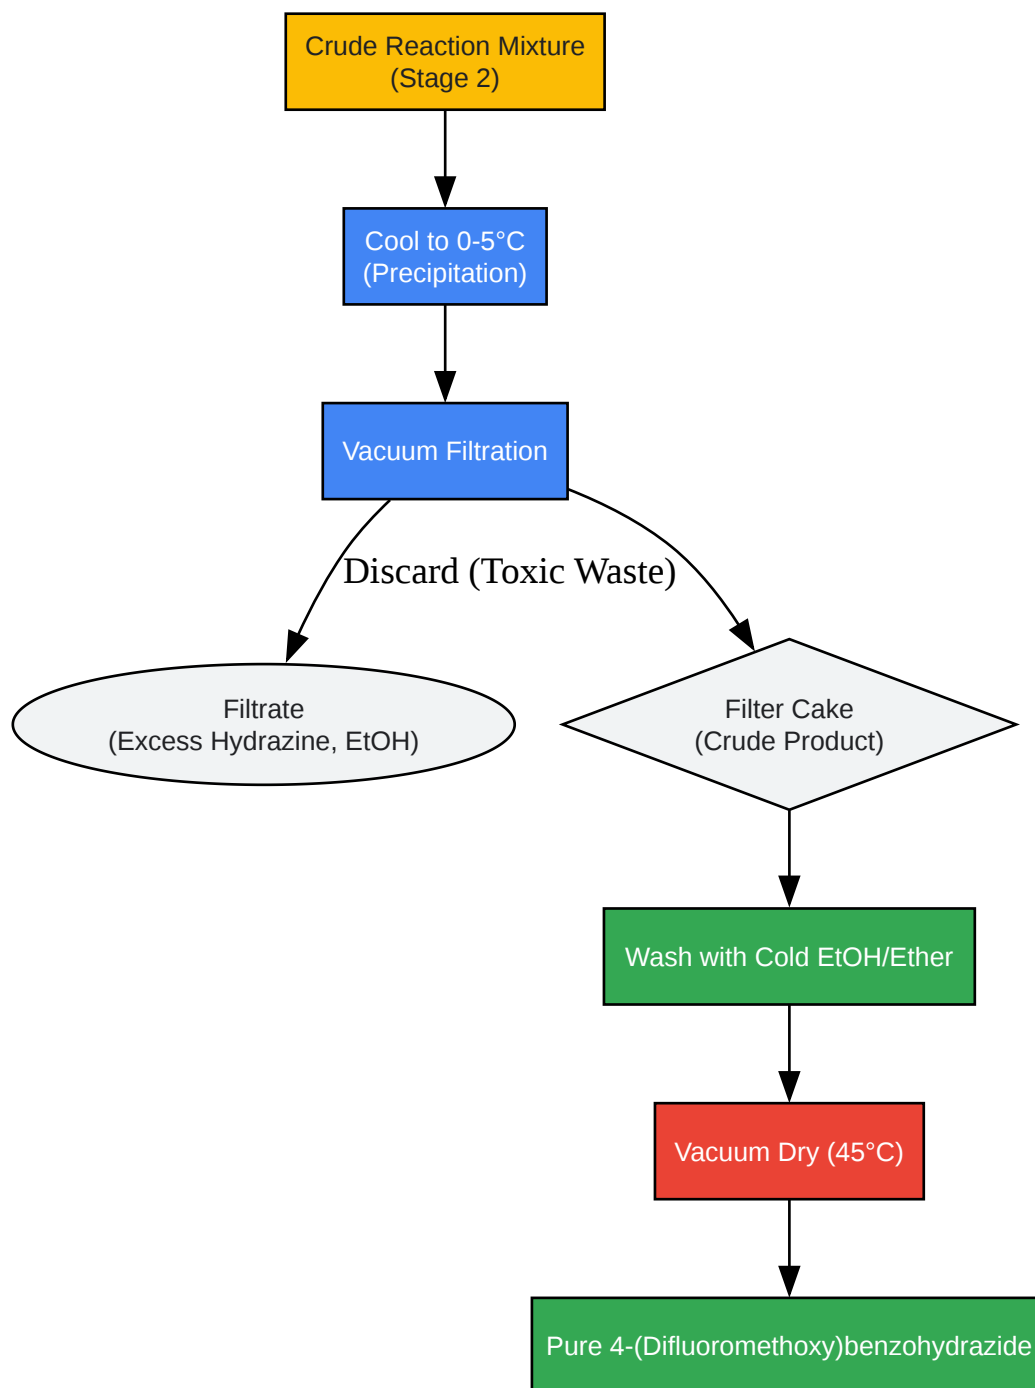 Crude Reaction Mixture
(Stage 2)
Cool to 0-5°C
(Precipitation)
Vacuum Filtration
Discard (Toxic Waste)
Filtrate
(Excess Hydrazine, EtOH)
Filter Cake
(Crude Product)
Wash with Cold EtOH/Ether
Vacuum Dry (45°C)
Pure 4-(Difluoromethoxy)benzohydrazide